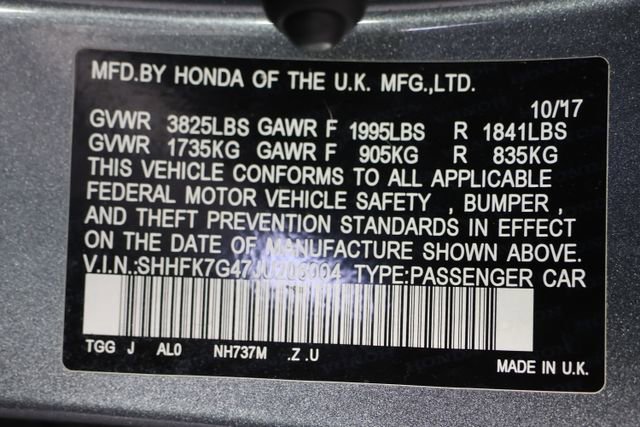 MFD.BY HONDA OF THE U.K. MFG.,LTD.
10/17
GVWR 3825LBS GAWR F 1995LBS R 1841LBS
GVWR 1735KG GAWR F 905KG R 835KG
THIS VEHICLE CONFORMS TO ALL APPLICABLE
FEDERAL MOTOR VEHICLE SAFETY , BUMPER ,
AND THEFT PREVENTION STANDARDS IN EFFECT
ON THE DATE OF MANUFACTURE SHOWN ABOVE.
V.I.N.: TYPE:PASSENGER CAR
TGG J AL0 NH737M .Z .U
MADE IN U.K.